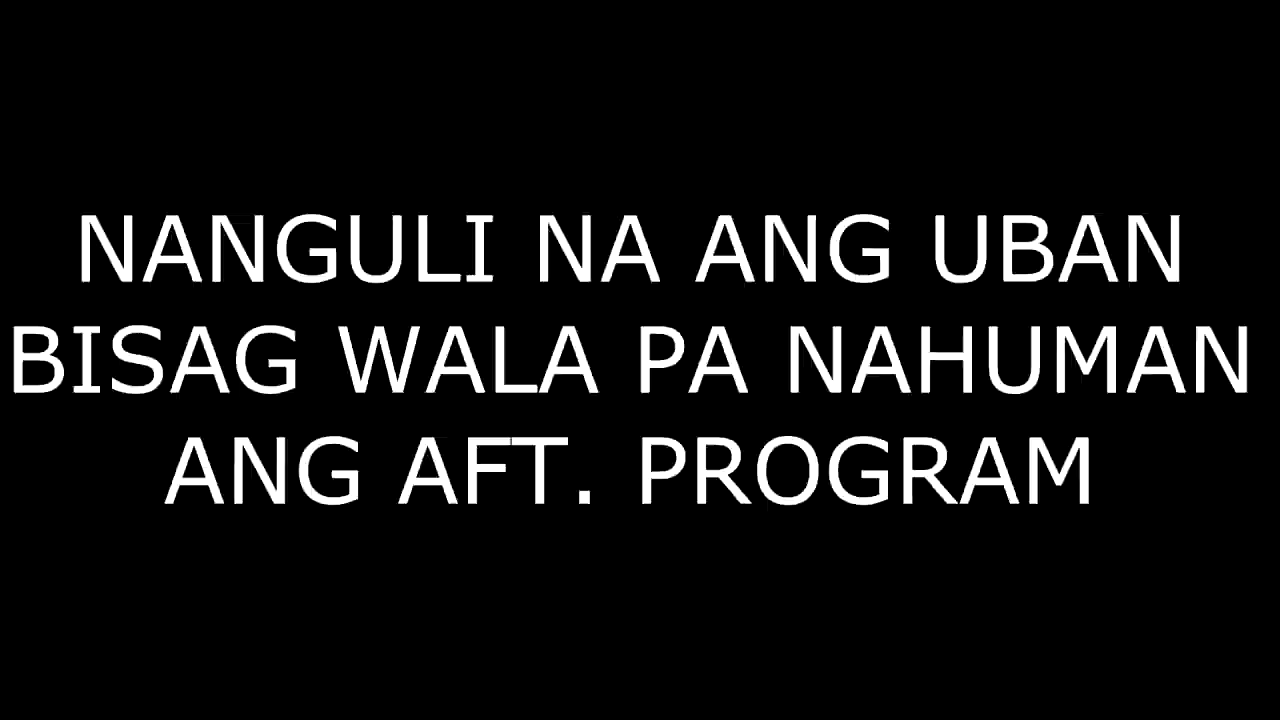 NANGULI NA ANG UBAN
BISAG WALA PA NAHUMAN
ANG AFT. PROGRAM